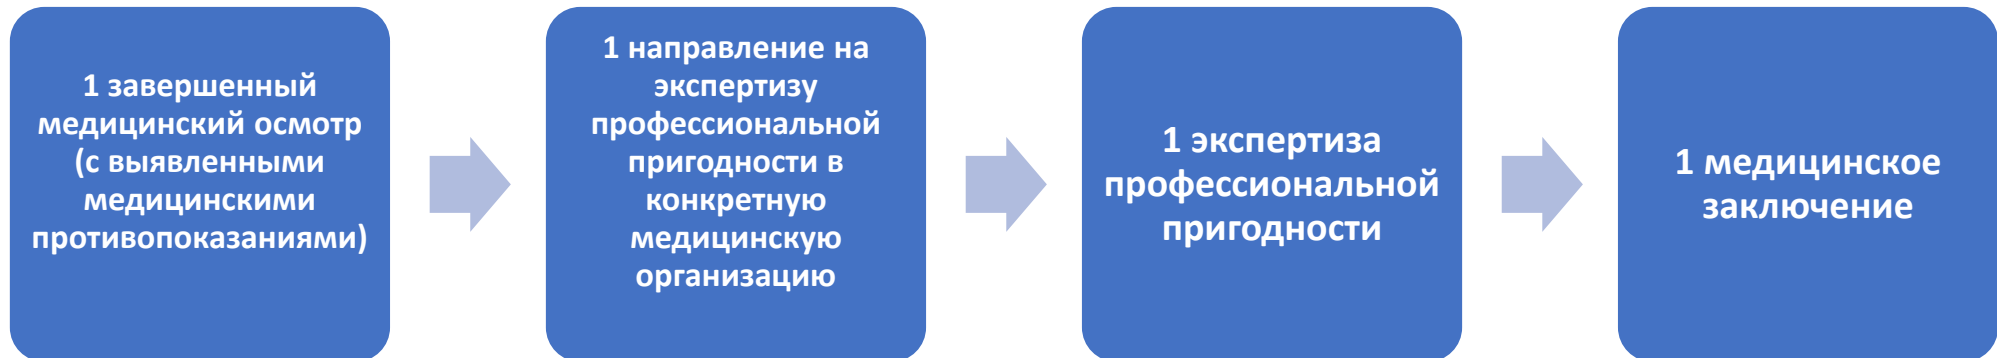 1 завершенный
медицинский осмотр
(с выявленными
медицинскими
противопоказаниями)
1 направление на
экспертизу
профессиональной
пригодности в
конкретную
медицинскую
организацию
1 экспертиза
профессиональной
пригодности
1 медицинское
заключение